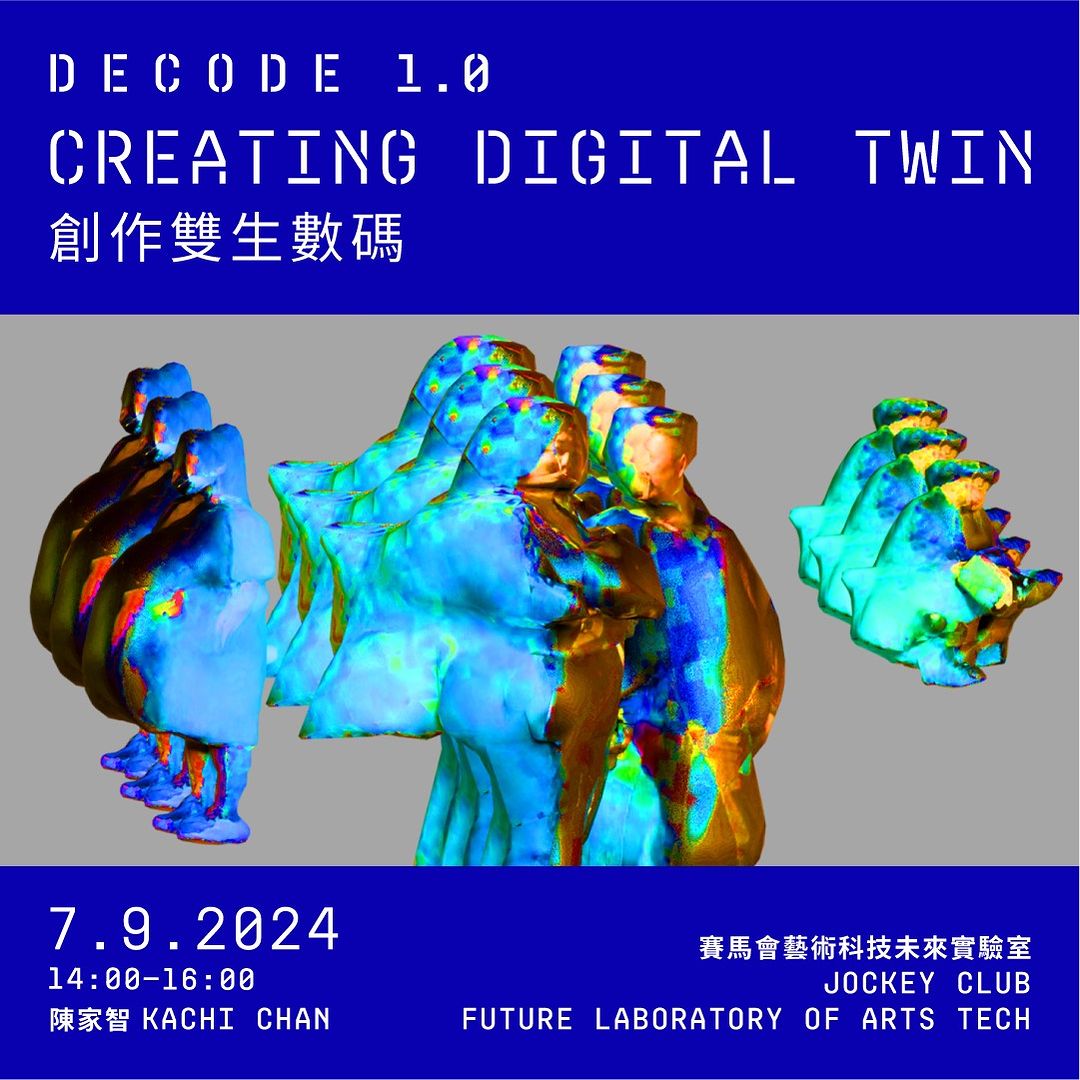 DECODE 1.0
CREATING DIGITAL TWIN
創作雙生數碼
7.9.2024
14:00–16:00
陳家智 KACHI CHAN
賽馬會藝術科技未來實驗室
JOCKEY CLUB
FUTURE LABORATORY OF ARTS TECH